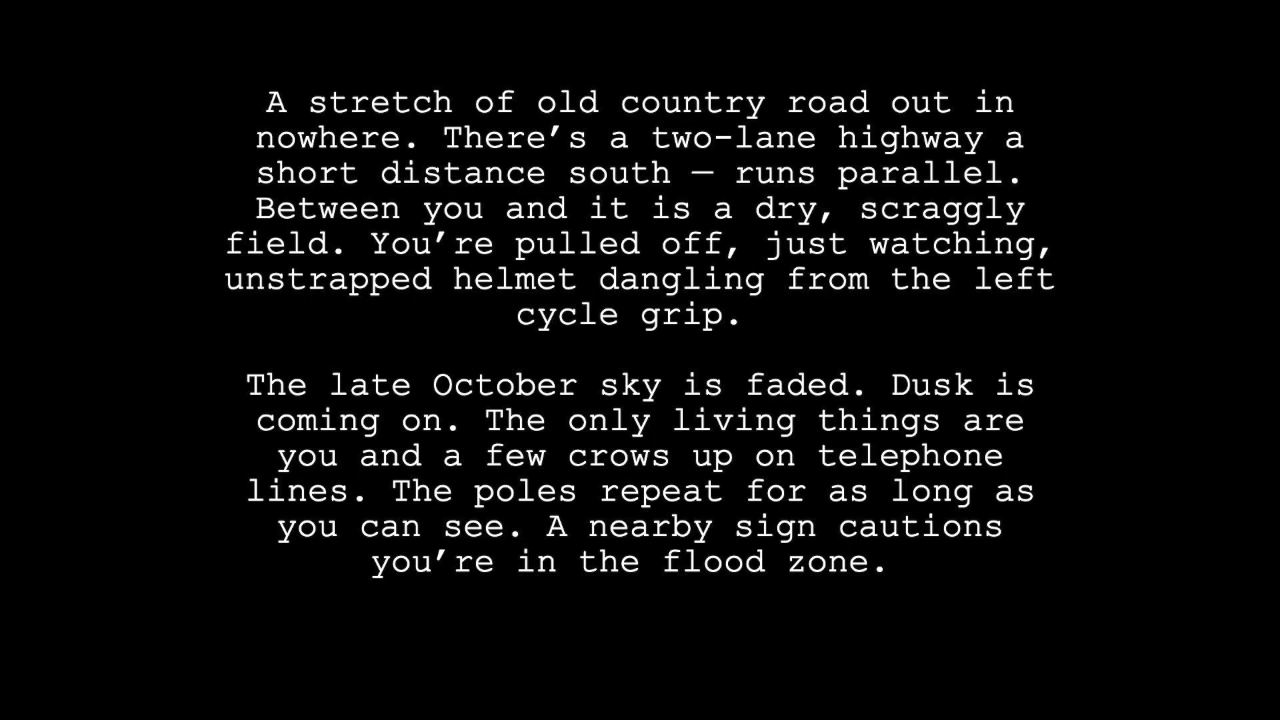 A stretch of old country road out in
nowhere. There’s a two-lane highway a
short distance south — runs parallel.
Between you and it is a dry, scraggly
field. You’re pulled off, just watching,
unstrapped helmet dangling from the left
cycle grip.
The late October sky is faded. Dusk is
coming on. The only living things are
you and a few crows up on telephone
lines. The poles repeat for as long as
you can see. A nearby sign cautions
you’re in the flood zone.